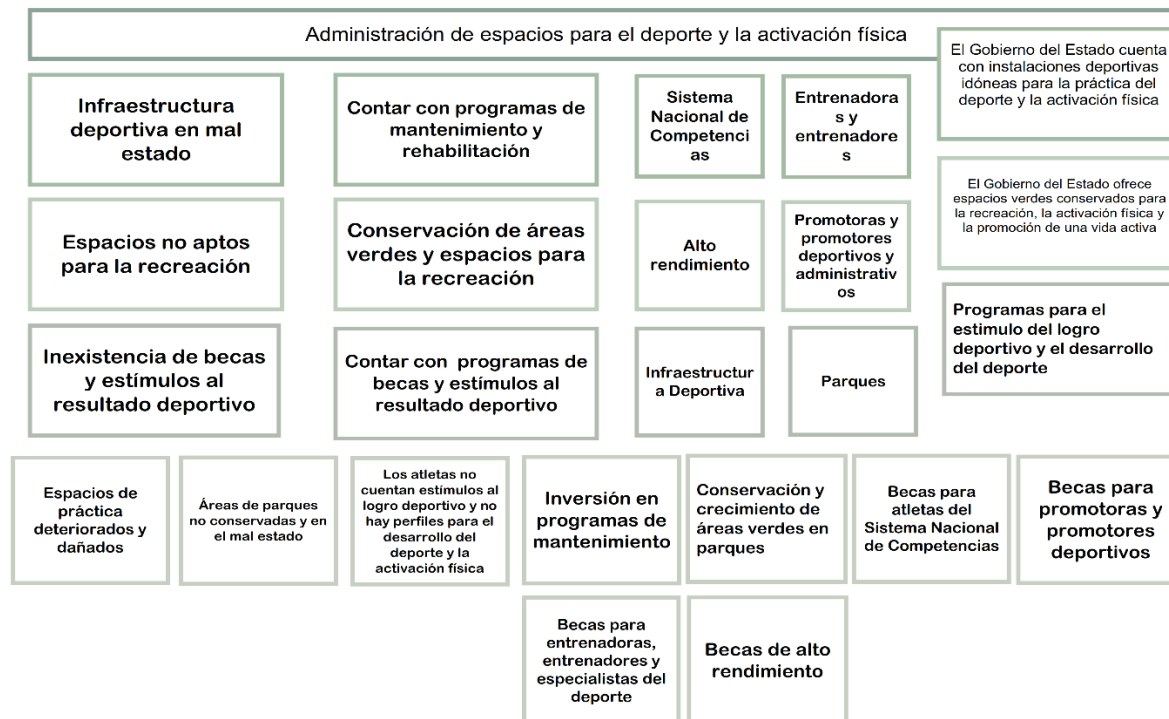 Administración de espacios para el deporte y la activación física
El Gobierno del Estado cuenta
con instalaciones deportivas
idóneas para la práctica del
deporte y la activación física
Infraestructura
deportiva en mal
estado
Contar con programas de
mantenimiento y
rehabilitación
Sistema
Nacional de
Competenci
as
Entrenadora
s y
entrenadore
s
El Gobierno del Estado ofrece
espacios verdes conservados para
la recreación, la activación física y
la promoción de una vida activa
Espacios no aptos
para la recreación
Conservación de áreas
verdes y espacios para
la recreación
Alto
rendimiento
Promotoras y
promotores
deportivos y
administrativ
os
Programas para el
estimulo del logro
deportivo y el desarrollo
del deporte
Inexistencia de becas
y estímulos al
resultado deportivo
Contar con programas de
becas y estímulos al
resultado deportivo
Infraestructur
a Deportiva
Parques
Espacios de
práctica
deteriorados y
dañados
Áreas de parques
no conservadas y en
el mal estado
Los atletas no
cuentan estímulos al
logro deportivo y no
hay perfiles para el
desarrollo del
deporte y la
activación física
Inversión en
programas de
mantenimiento
Conservación y
crecimiento de
áreas verdes en
parques
Becas para
atletas del
Sistema Nacional
de Competencias
Becas para
promotoras y
promotores
deportivos
Becas para
entrenadoras,
entrenadores y
especialistas del
deporte
Becas de alto
rendimiento